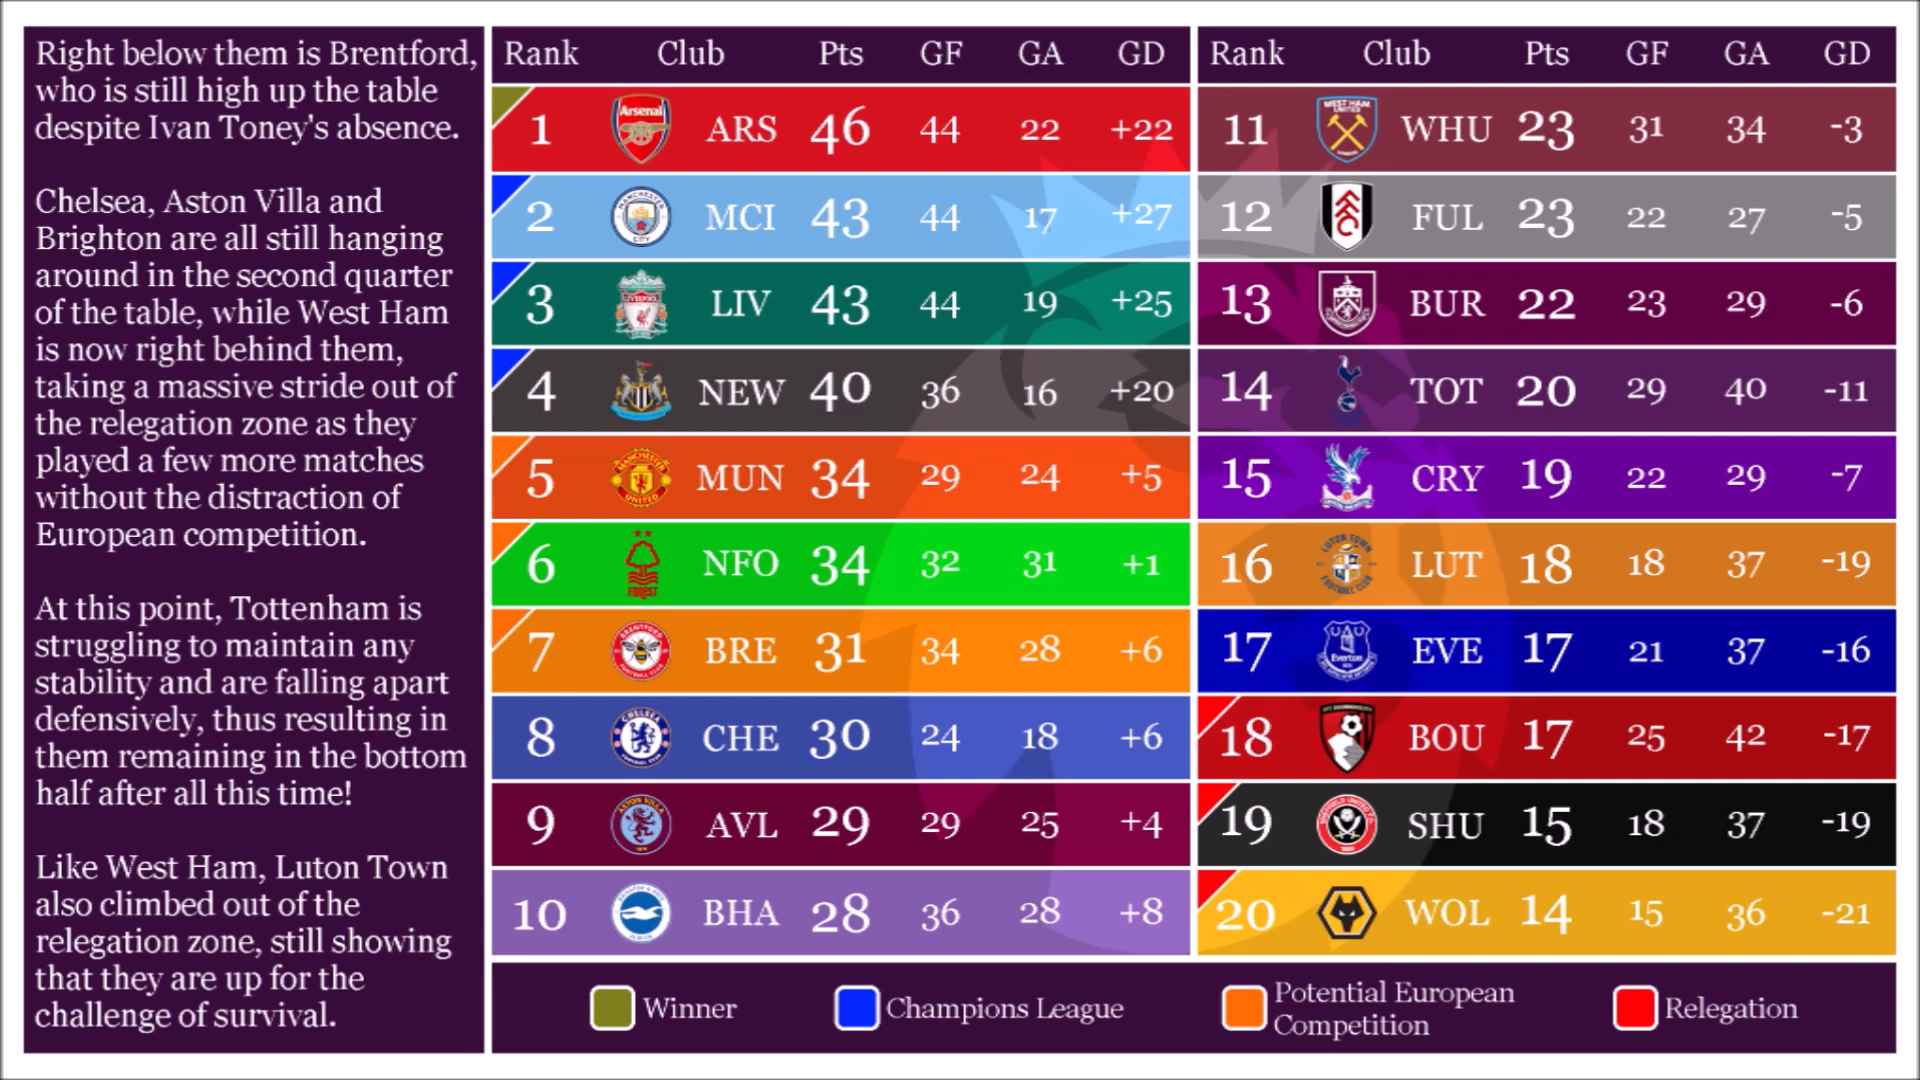 Right below them is Brentford,
who is still high up the table
despite Ivan Toney's absence.
Chelsea, Aston Villa and
Brighton are all still hanging
around in the second quarter
of the table, while West Ham
is now right behind them,
taking a massive stride out of
the relegation zone as they
played a few more matches
without the distraction of
European competition.
At this point, Tottenham is
struggling to maintain any
stability and are falling apart
defensively, thus resulting in
them remaining in the bottom
half after all this time!
Like West Ham, Luton Town
also climbed out of the
relegation zone, still showing
that they are up for the
challenge of survival.
Rank Club Pts GF GA GD
1 Arsenal ARS 46 44 22 +22
2 MCI 43 44 17 +27
3 LIV 43 44 19 +25
4 NEW 40 36 16 +20
5 MUN 34 29 24 +5
6 FOREST NFO 34 32 31 +1
7 BRE 31 34 28 +6
8 CHE 30 24 18 +6
9 AVL 29 29 25 +4
10 BHA 28 36 28 +8
Rank Club Pts GF GA GD
11 WEST HAM UNITED WHU 23 31 34 -3
12 FUL 23 22 27 -5
13 BUR 22 23 29 -6
14 TOT 20 29 40 -11
15 CRY 19 22 29 -7
16 LUTON TOWN FOOTBALL CLUB LUT 18 18 37 -19
17 Everton EVE 17 21 37 -16
18 BOU 17 25 42 -17
19 SHU 15 18 37 -19
20 WOL 14 15 36 -21
Winner
Champions League
Potential European
Competition
Relegation